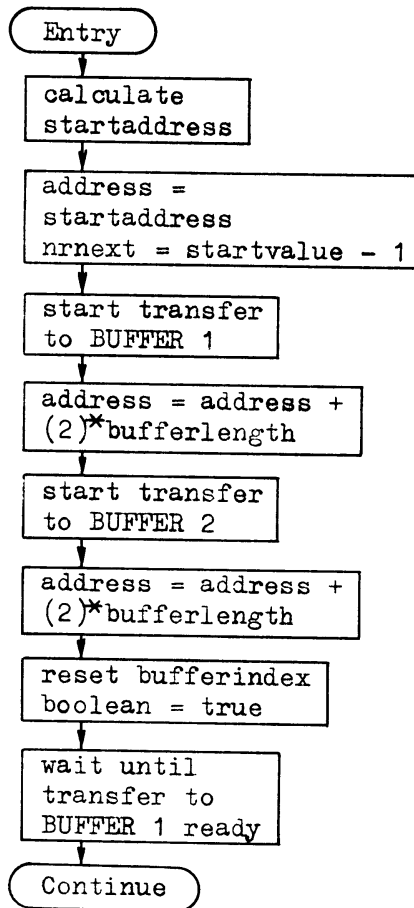 Entry
calculate
startaddress
address =
startaddress
nrnext = startvalue - 1
start transfer
to BUFFER 1
address = address +
(2)*bufferlength
start transfer
to BUFFER 2
address = address +
(2)*bufferlength
reset bufferindex
boolean = true
wait until
transfer to
BUFFER 1 ready
Continue